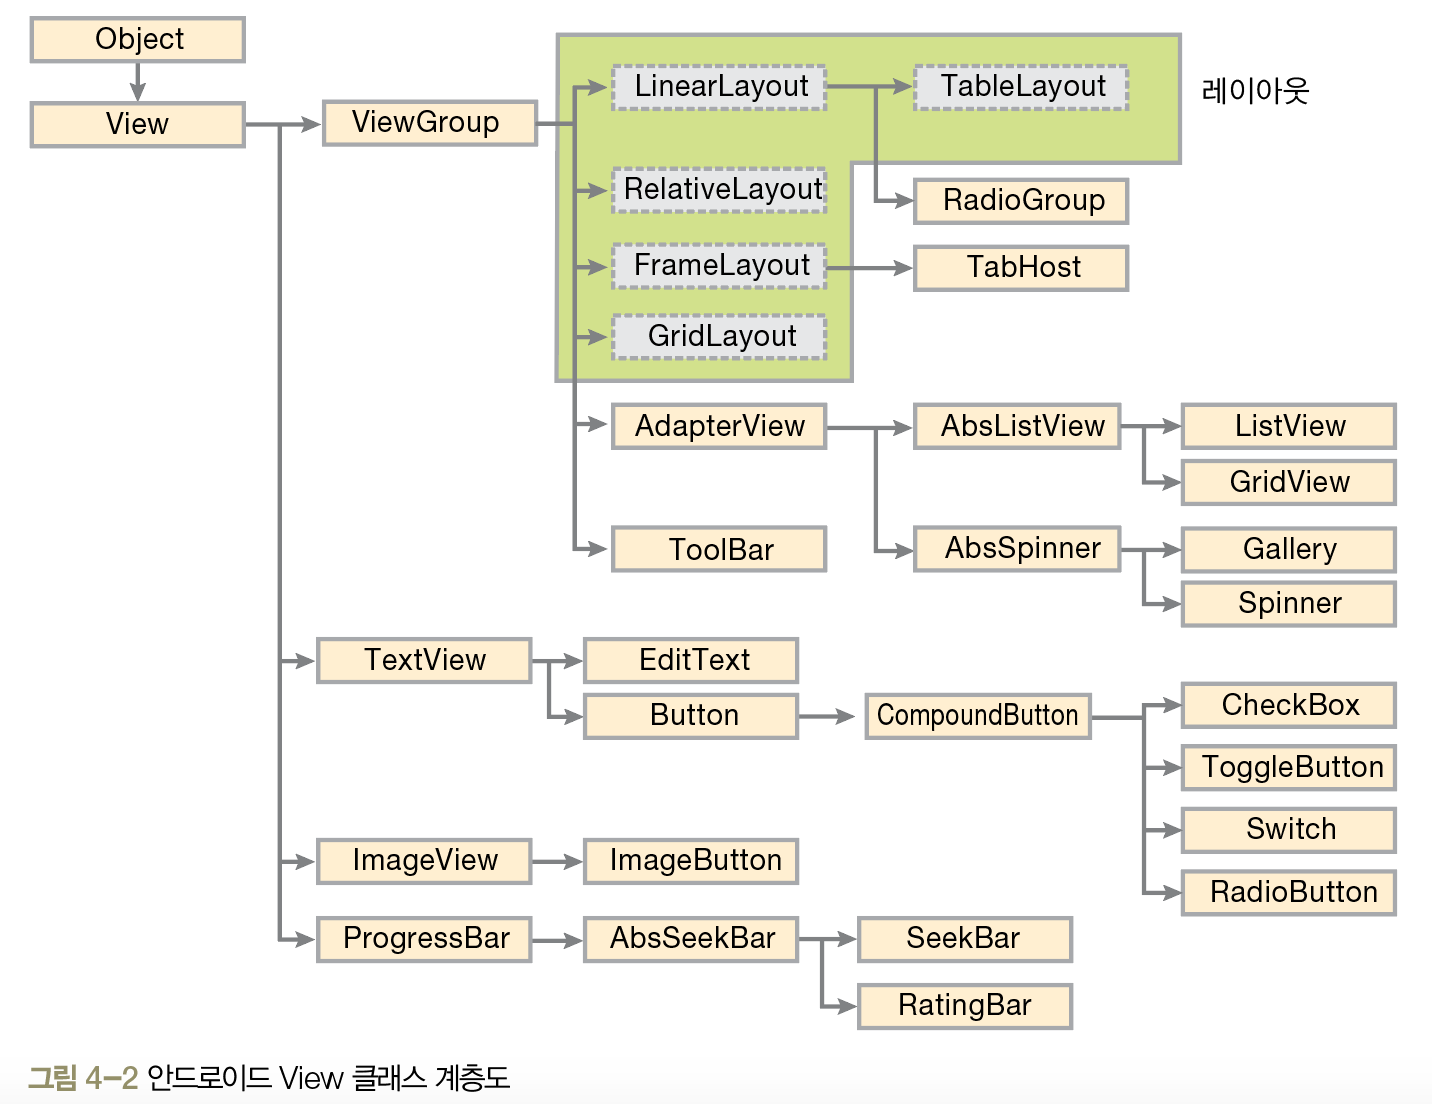 Object
View
ViewGroup
LinearLayout
TableLayout
레이아웃
RelativeLayout
RadioGroup
FrameLayout
TabHost
GridLayout
AdapterView
AbsListView
ListView
GridView
ToolBar
AbsSpinner
Gallery
Spinner
TextView
EditText
Button
CompoundButton
CheckBox
ToggleButton
Switch
RadioButton
ImageView
ImageButton
ProgressBar
AbsSeekBar
SeekBar
RatingBar
그림 4-2 안드로이드 View 클래스 계층도